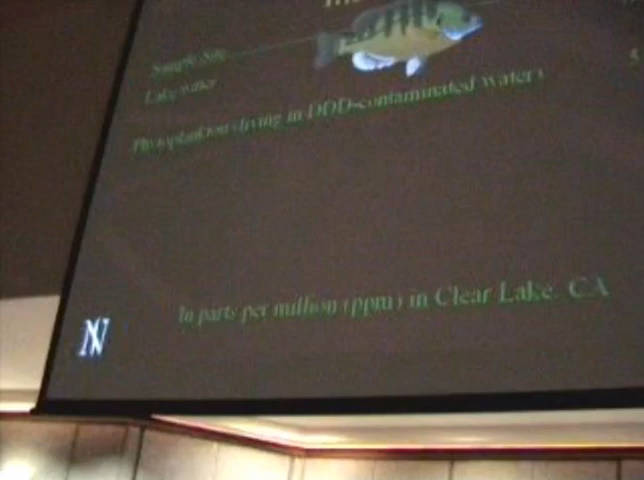 Sample Site
Lake water
5
Phytoplankton (living in DDD-contaminated water)
In parts per million (ppm) in Clear Lake, CA
N